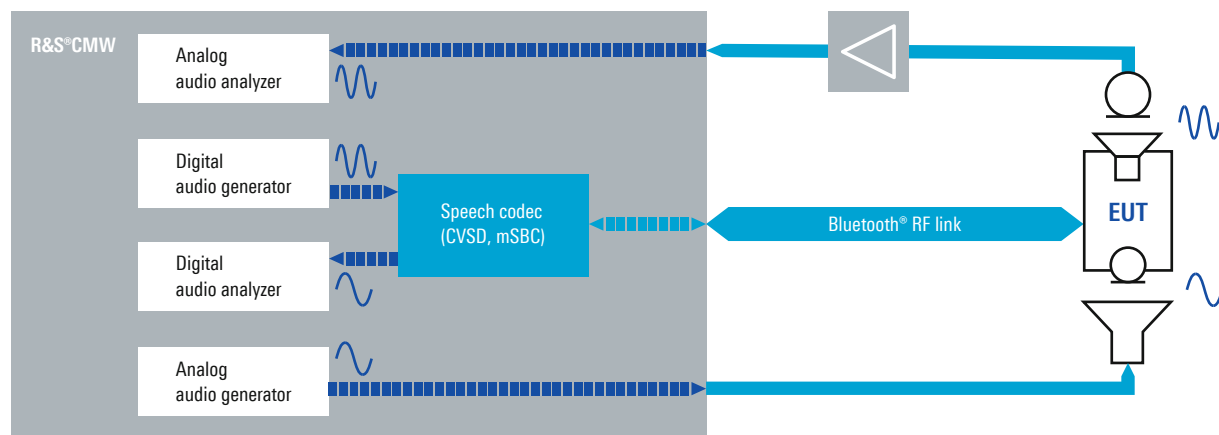 R&S®CMW
Analog
audio analyzer
Digital
audio generator
Speech codec
(CVSD, mSBC)
Bluetooth® RF link
EUT
Digital
audio analyzer
Analog
audio generator